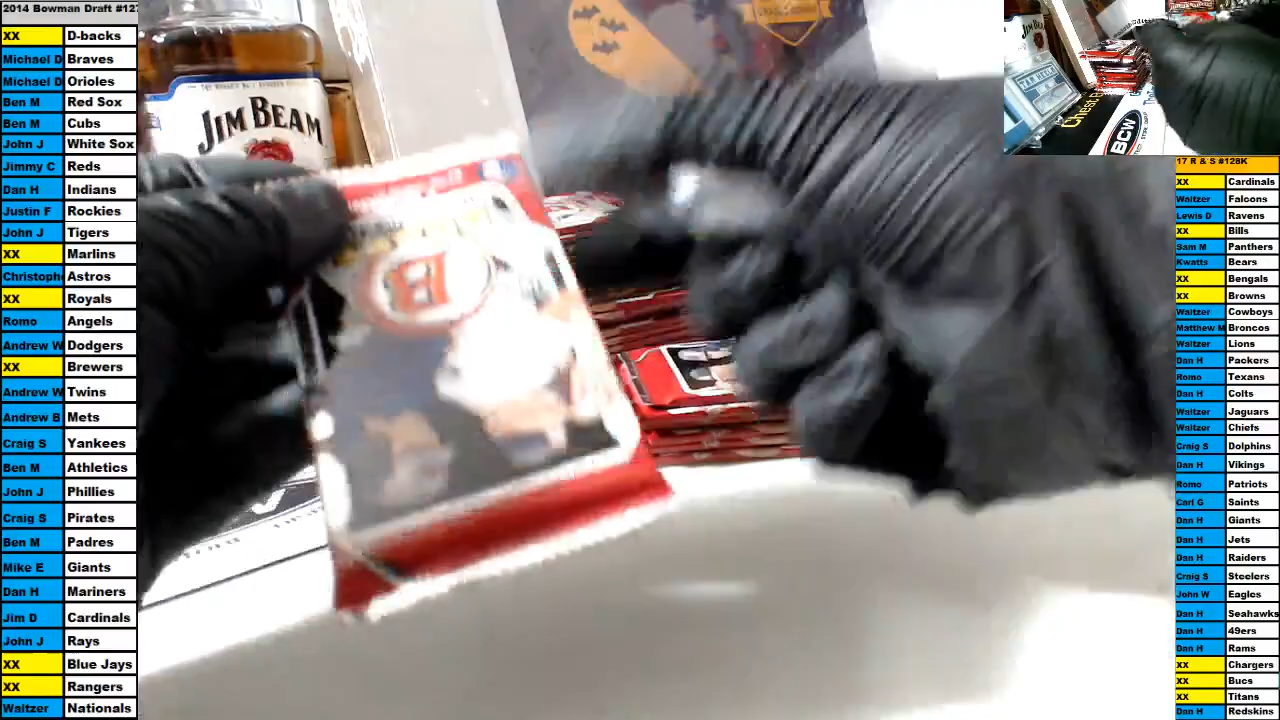 2014 Bowman Draft #127
XX D-backs
Michael D Braves
Michael D Orioles
Ben M Red Sox
Ben M Cubs
John J White Sox
Jimmy C Reds
Dan H Indians
Justin F Rockies
John J Tigers
XX Marlins
Christoph Astros
XX Royals
Romo Angels
Andrew W Dodgers
XX Brewers
Andrew W Twins
Andrew B Mets
Craig S Yankees
Ben M Athletics
John J Phillies
Craig S Pirates
Ben M Padres
Mike E Giants
Dan H Mariners
Jim D Cardinals
John J Rays
XX Blue Jays
XX Rangers
Waltzer Nationals
JIM BEAM
B
BCW
17 R & S #128K
XX Cardinals
Waltzer Falcons
Lewis D Ravens
XX Bills
Sam M Panthers
Kwatts Bears
XX Bengals
XX Browns
Waltzer Cowboys
Matthew M Broncos
Waltzer Lions
Dan H Packers
Romo Texans
Dan H Colts
Waltzer Jaguars
Waltzer Chiefs
Craig S Dolphins
Dan H Vikings
Romo Patriots
Carl G Saints
Dan H Giants
Dan H Jets
Dan H Raiders
Craig S Steelers
John W Eagles
Dan H Seahawks
Dan H 49ers
Dan H Rams
XX Chargers
XX Bucs
XX Titans
Dan H Redskins